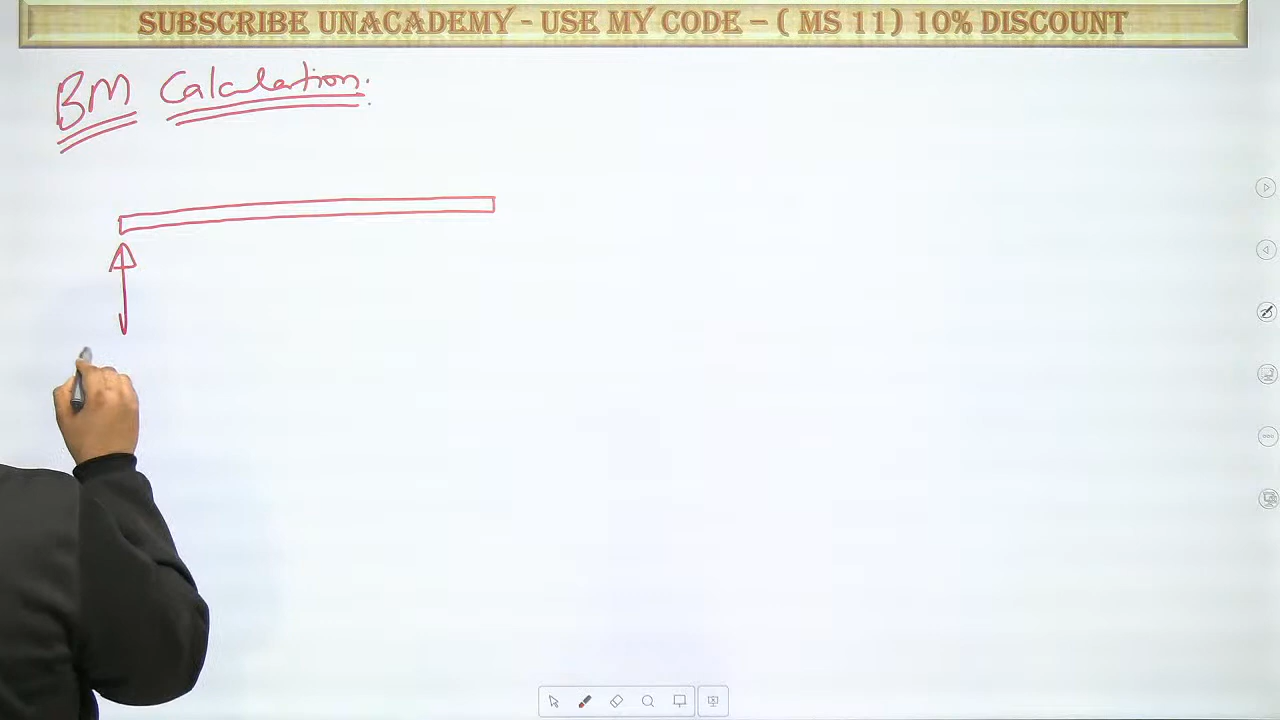 SUBSCRIBE UNACADEMY - USE MY CODE – ( MS 11) 10% DISCOUNT
BM Calculation.